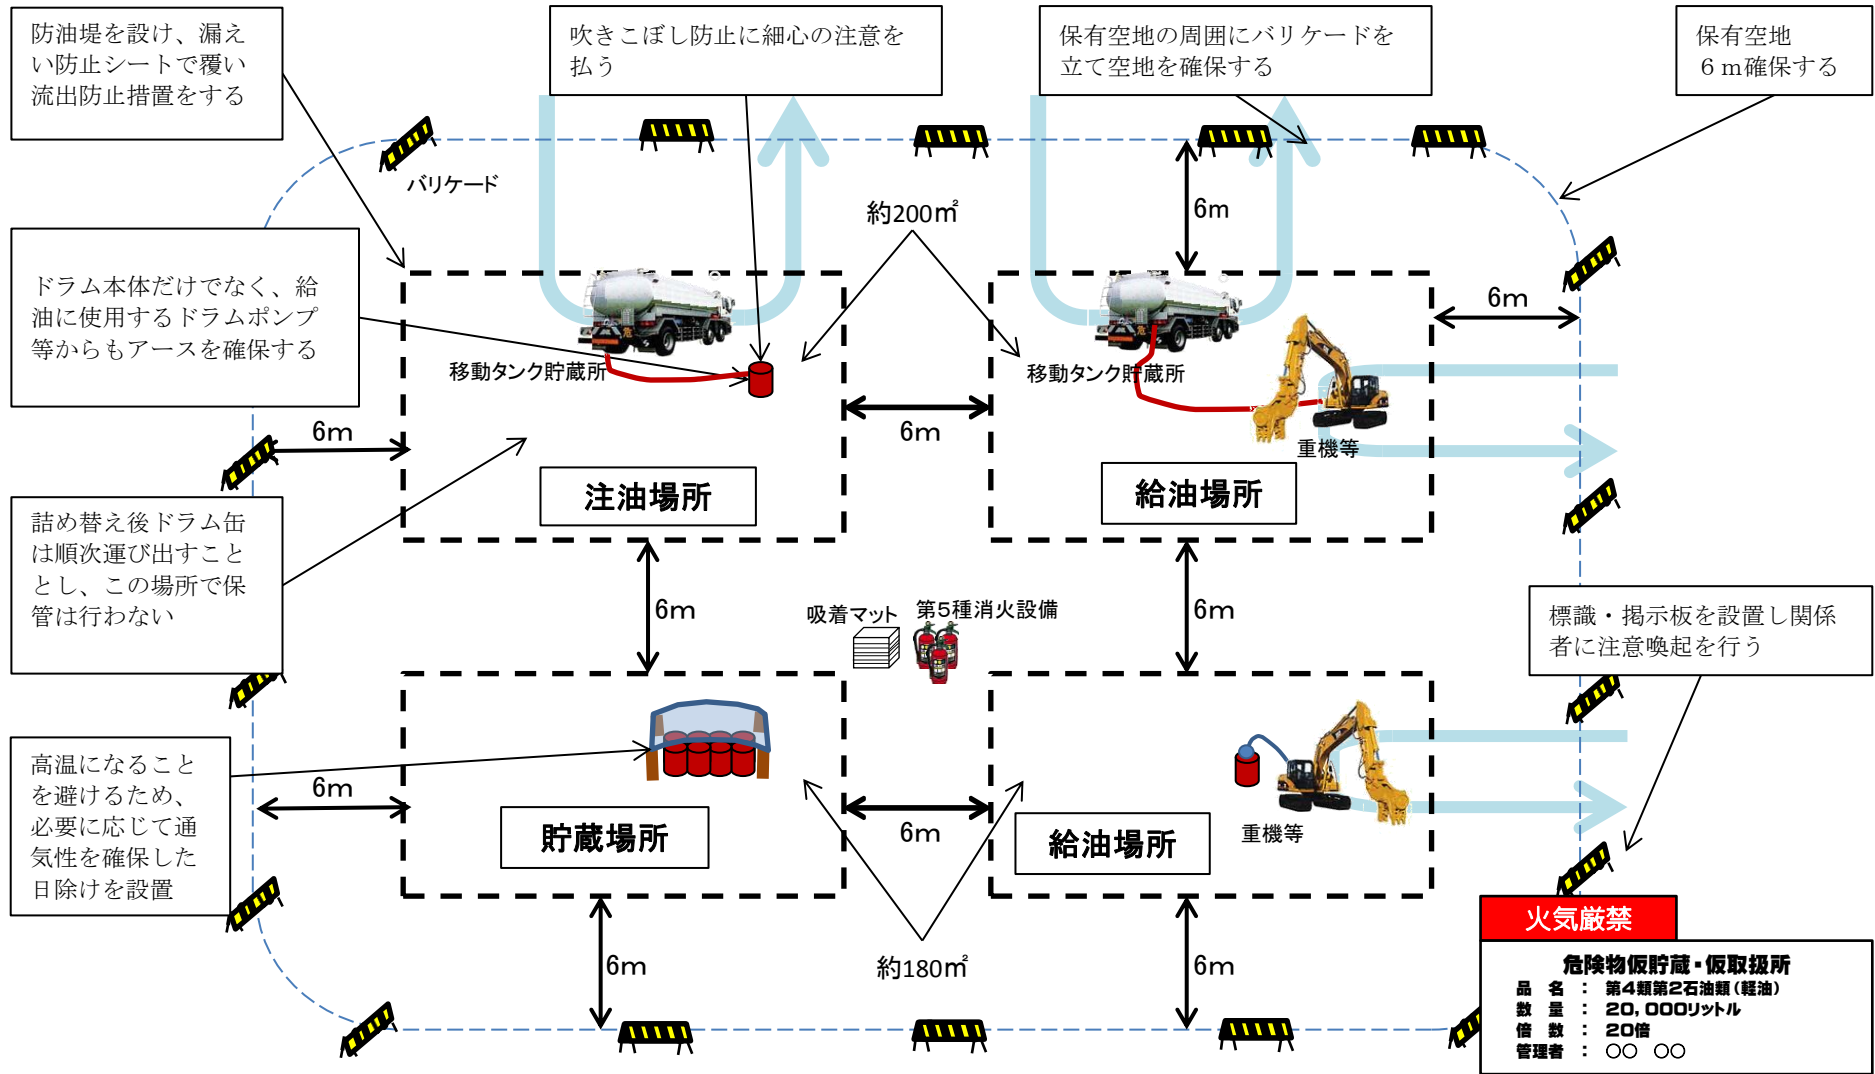 防油堤を設け、漏え
い防止シートで覆い
流出防止措置をする
吹きこぼし防止に細心の注意を
払う
保有空地の周囲にバリケードを
立て空地を確保する
保有空地
６ｍ確保する
バリケード
約200㎡
6m
ドラム本体だけでなく、給
油に使用するドラムポンプ
等からもアースを確保する
6m
移動タンク貯蔵所
移動タンク貯蔵所
6m
6m
重機等
注油場所
給油場所
詰め替え後ドラム缶
は順次運び出すこと
とし、この場所で保
管は行わない
6m
吸着マット
第5種消火設備
6m
標識・掲示板を設置し関係
者に注意喚起を行う
高温になること
を避けるため、
必要に応じて通
気性を確保した
日除けを設置
6m
6m
貯蔵場所
給油場所
重機等
6m
約180㎡
6m
火気厳禁
危険物仮貯蔵・仮取扱所
品　名　：　第4類第2石油類（軽油）
数　量　：　20，000リットル
倍　数　：　20倍
管理者　：　○○　○○